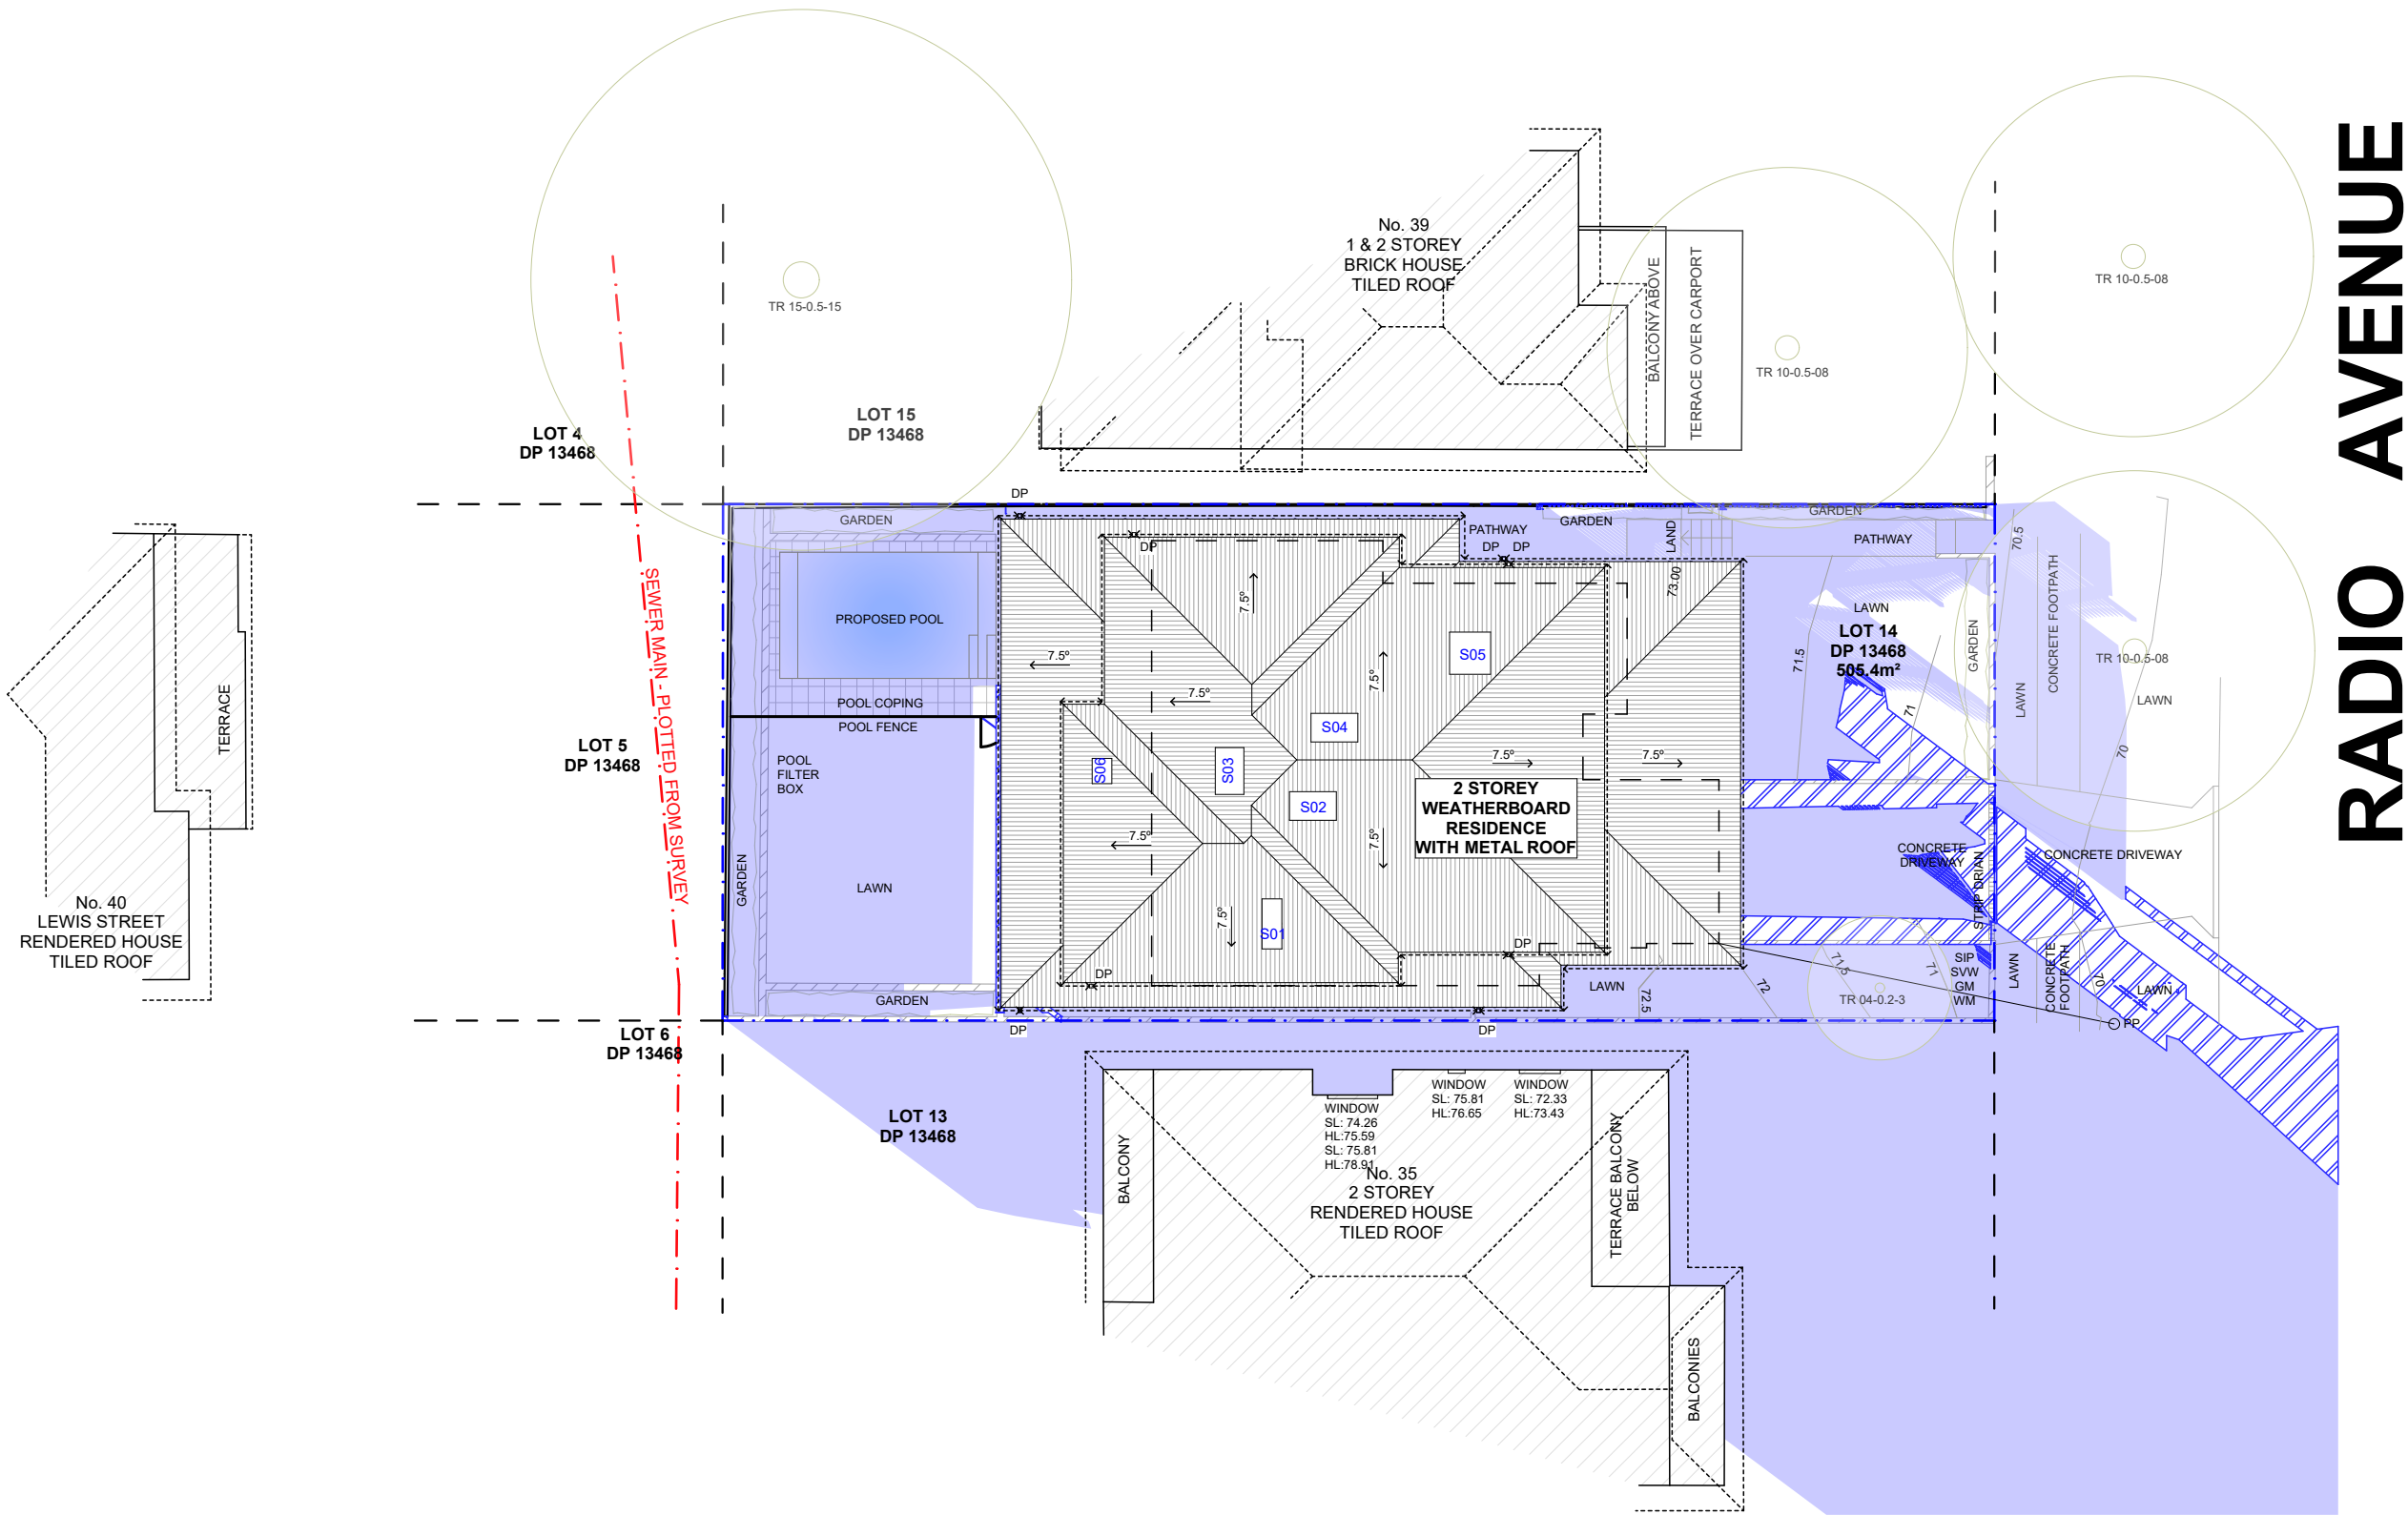 RADIO AVENUE
TR 15-0.5-15
LOT 4
DP 13468
LOT 15
DP 13468
No. 39
1 & 2 STOREY
BRICK HOUSE
TILED ROOF
BALCONY ABOVE
TERRACE OVER CARPORT
TR 10-0.5-08
TR 10-0.5-08
DP
GARDEN
DP
PATHWAY
DP DP
GARDEN
LAND
GARDEN
PATHWAY
70.5
73.00
PROPOSED POOL
POOL COPING
POOL FENCE
POOL
FILTER
BOX
GARDEN
LAWN
GARDEN
7.5º
7.5º
7.5º
7.5º
7.5º
7.5º
7.5º
7.5º
7.5º
S06
S03
S04
S05
S02
S01
2 STOREY
WEATHERBOARD
RESIDENCE
WITH METAL ROOF
LAWN
LOT 14
DP 13468
505.4m²
71.5
71
GARDEN
LAWN
CONCRETE FOOTPATH
TR 10-0.5-08
LAWN
70
CONCRETE
DRIVEWAY
STRIP DRIAN
CONCRETE DRIVEWAY
SIP
SVW
GM
WM
LAWN
CONCRETE
FOOTPATH
70
LAWN
PP
TR 04-0.2-3
71.5
71
72
72.5
LAWN
DP
DP
DP
DP
SEWER MAIN - PLOTTED FROM SURVEY
TERRACE
No. 40
LEWIS STREET
RENDERED HOUSE
TILED ROOF
LOT 5
DP 13468
LOT 6
DP 13468
LOT 13
DP 13468
BALCONY
WINDOW
SL: 74.26
HL:75.59
SL: 75.81
HL:78.91
WINDOW
SL: 75.81
HL:76.65
WINDOW
SL: 72.33
HL:73.43
No. 35
2 STOREY
RENDERED HOUSE
TILED ROOF
TERRACE BALCONY
BELOW
BALCONIES